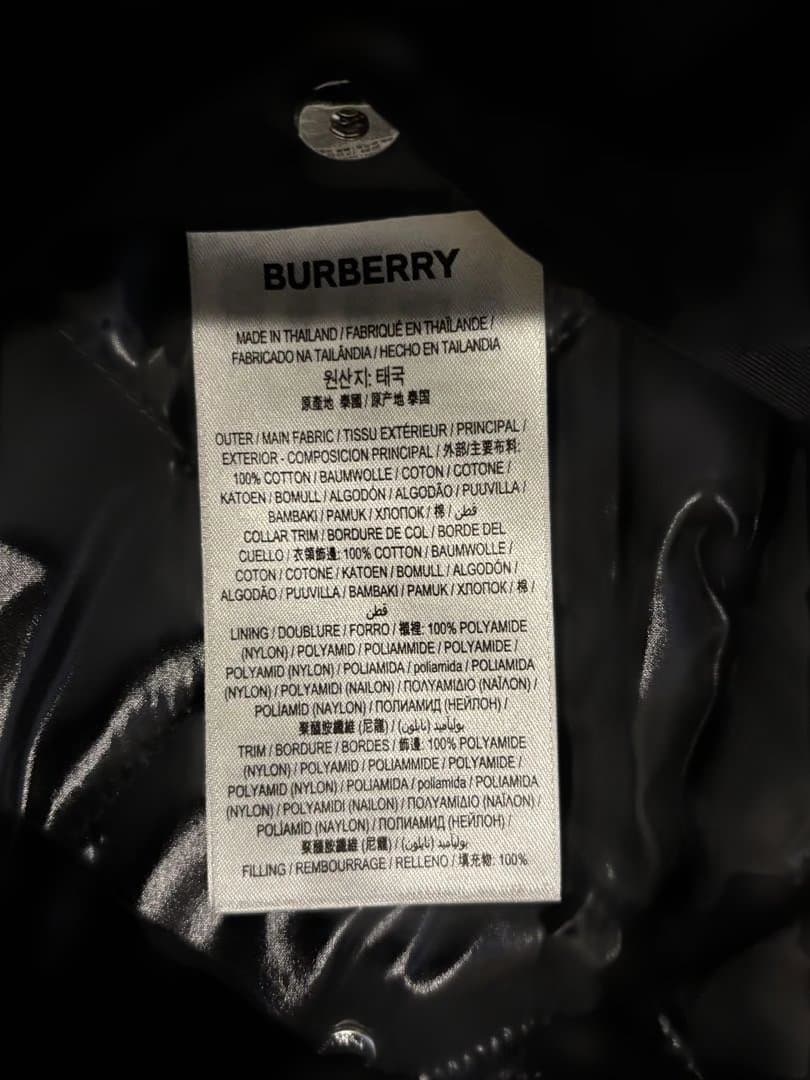 BURBERRY
MADE IN THAILAND / FABRIQUÉ EN THAÏLANDE /
FABRICADO NA TAILÂNDIA / HECHO EN TAILANDIA
원산지: 태국
原產地 泰國 / 原产地 泰国
OUTER / MAIN FABRIC / TISSU EXTÉRIEUR / PRINCIPAL /
EXTERIOR - COMPOSICION PRINCIPAL / 外部/主要布料:
100% COTTON / BAUMWOLLE / COTON / COTONE /
KATOEN / BOMULL / ALGODÓN / ALGODÃO / PUUVILLA /
BAMBAKI / PAMUK / ХЛОПОК / 棉 / قطن
COLLAR TRIM / BORDURE DE COL / BORDE DEL
CUELLO / 衣領飾邊: 100% COTTON / BAUMWOLLE /
COTON / COTONE / KATOEN / BOMULL / ALGODÓN /
ALGODÃO / PUUVILLA / BAMBAKI / PAMUK / ХЛОПОК / 棉 /
قطن
LINING / DOUBLURE / FORRO / 襯裡: 100% POLYAMIDE
(NYLON) / POLYAMID / POLIAMMIDE / POLYAMIDE /
POLYAMID (NYLON) / POLIAMIDA / poliamida / POLIAMIDA
(NYLON) / POLYAMIDI (NAILON) / ΠΟΛΥΑΜΙΔΙΟ (ΝΑΪΛΟΝ) /
POLİAMİD (NAYLON) / ПОЛИАМИД (НЕЙЛОН) /
聚醯胺纖維 (尼龍) / بولياميد (نايلون)
TRIM / BORDURE / BORDES / 飾邊: 100% POLYAMIDE
(NYLON) / POLYAMID / POLIAMMIDE / POLYAMIDE /
POLYAMID (NYLON) / POLIAMIDA / poliamida / POLIAMIDA
(NYLON) / POLYAMIDI (NAILON) / ΠΟΛΥΑΜΙΔΙΟ (ΝΑΪΛΟΝ) /
POLİAMİD (NAYLON) / ПОЛИАМИД (НЕЙЛОН) /
聚醯胺纖維 (尼龍) / بولياميد (نايلون)
FILLING / REMBOURRAGE / RELLENO / 填充物: 100%